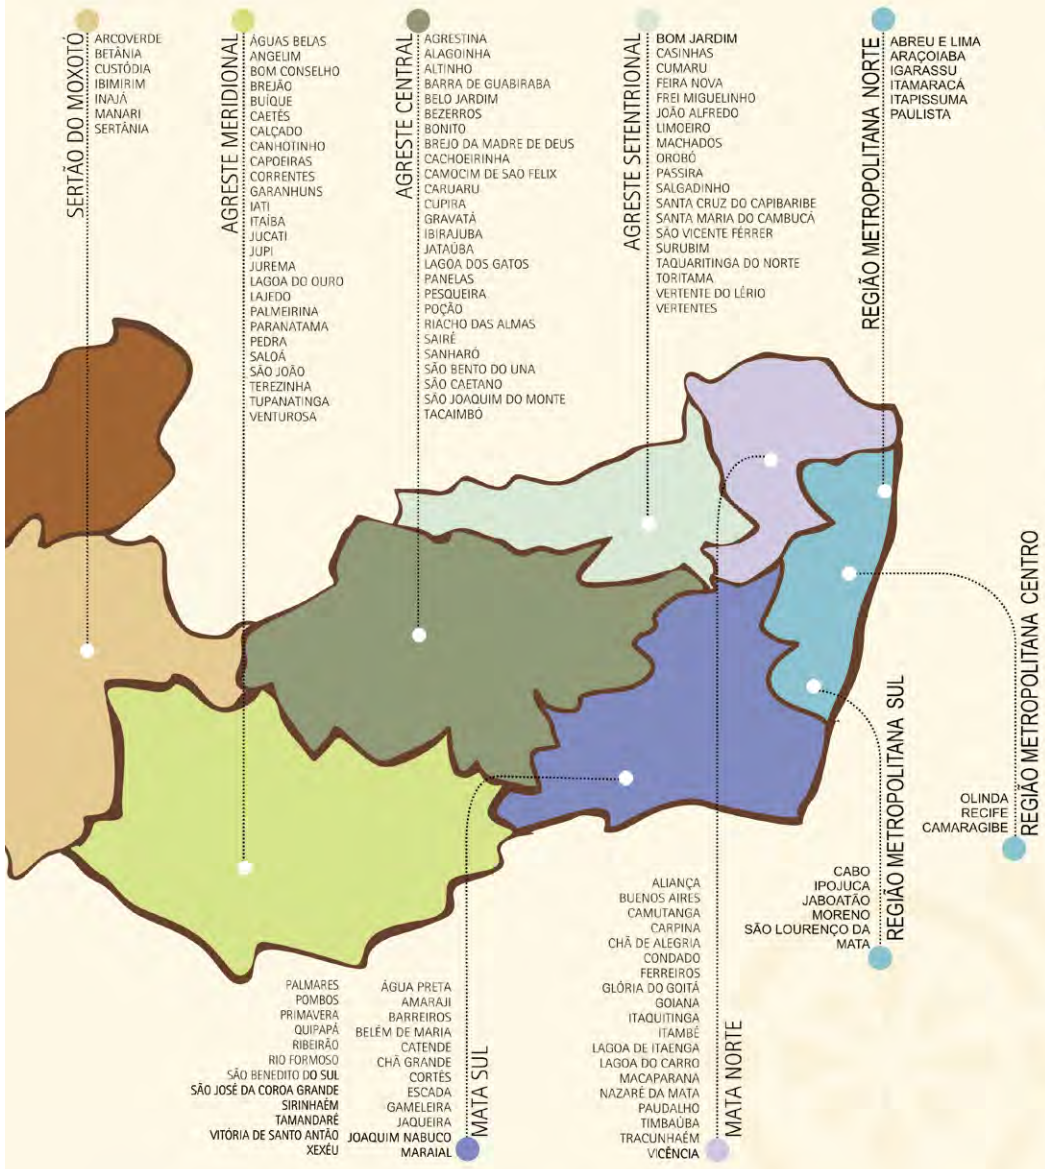 SERTÃO DO MOXOTÓ
ARCOVERDE
BETÂNIA
CUSTÓDIA
IBIMIRIM
INAJÁ
MANARI
SERTÂNIA
AGRESTE MERIDIONAL
ÁGUAS BELAS
ANGELIM
BOM CONSELHO
BREJÃO
BUÍQUE
CAETÉS
CALÇADO
CANHOTINHO
CAPOEIRAS
CORRENTES
GARANHUNS
IATI
ITAÍBA
JUCATI
JUPI
JUREMA
LAGOA DO OURO
LAJEDO
PALMEIRINA
PARANATAMA
PEDRA
SALOÁ
SÃO JOÃO
TEREZINHA
TUPANATINGA
VENTUROSA
AGRESTE CENTRAL
AGRESTINA
ALAGOINHA
ALTINHO
BARRA DE GUABIRABA
BELO JARDIM
BEZERROS
BONITO
BREJO DA MADRE DE DEUS
CACHOEIRINHA
CAMOCIM DE SÃO FELIX
CARUARU
CUPIRA
GRAVATÁ
IBIRAJUBA
JATAÚBA
LAGOA DOS GATOS
PANELAS
PESQUEIRA
POÇÃO
RIACHO DAS ALMAS
SAIRÉ
SANHARÓ
SÃO BENTO DO UNA
SÃO CAETANO
SÃO JOAQUIM DO MONTE
TACAIMBÓ
AGRESTE SETENTRIONAL
BOM JARDIM
CASINHAS
CUMARU
FEIRA NOVA
FREI MIGUELINHO
JOÃO ALFREDO
LIMOEIRO
MACHADOS
OROBÓ
PASSIRA
SALGADINHO
SANTA CRUZ DO CAPIBARIBE
SANTA MARIA DO CAMBUCÁ
SÃO VICENTE FÉRRER
SURUBIM
TAQUARITINGA DO NORTE
TORITAMA
VERTENTE DO LÉRIO
VERTENTES
REGIÃO METROPOLITANA NORTE
ABREU E LIMA
ARAÇOIABA
IGARASSU
ITAMARACÁ
ITAPISSUMA
PAULISTA
REGIÃO METROPOLITANA CENTRO
OLINDA
RECIFE
CAMARAGIBE
REGIÃO METROPOLITANA SUL
CABO
IPOJUCA
JABOATÃO
MORENO
SÃO LOURENÇO DA
MATA
MATA NORTE
ALIANÇA
BUENOS AIRES
CAMUTANGA
CARPINA
CHÃ DE ALEGRIA
CONDADO
FERREIROS
GLÓRIA DO GOITÁ
GOIANA
ITAQUITINGA
ITAMBÉ
LAGOA DE ITAENGA
LAGOA DO CARRO
MACAPARANA
NAZARÉ DA MATA
PAUDALHO
TIMBAÚBA
TRACUNHAÉM
VICÊNCIA
MATA SUL
ÁGUA PRETA
AMARAJI
BARREIROS
BELÉM DE MARIA
CATENDE
CHÃ GRANDE
CORTÊS
ESCADA
GAMELEIRA
JAQUEIRA
JOAQUIM NABUCO
MARAIAL
PALMARES
POMBOS
PRIMAVERA
QUIPAPÁ
RIBEIRÃO
RIO FORMOSO
SÃO BENEDITO DO SUL
SÃO JOSÉ DA COROA GRANDE
SIRINHAÉM
TAMANDARÉ
VITÓRIA DE SANTO ANTÃO
XEXÉU